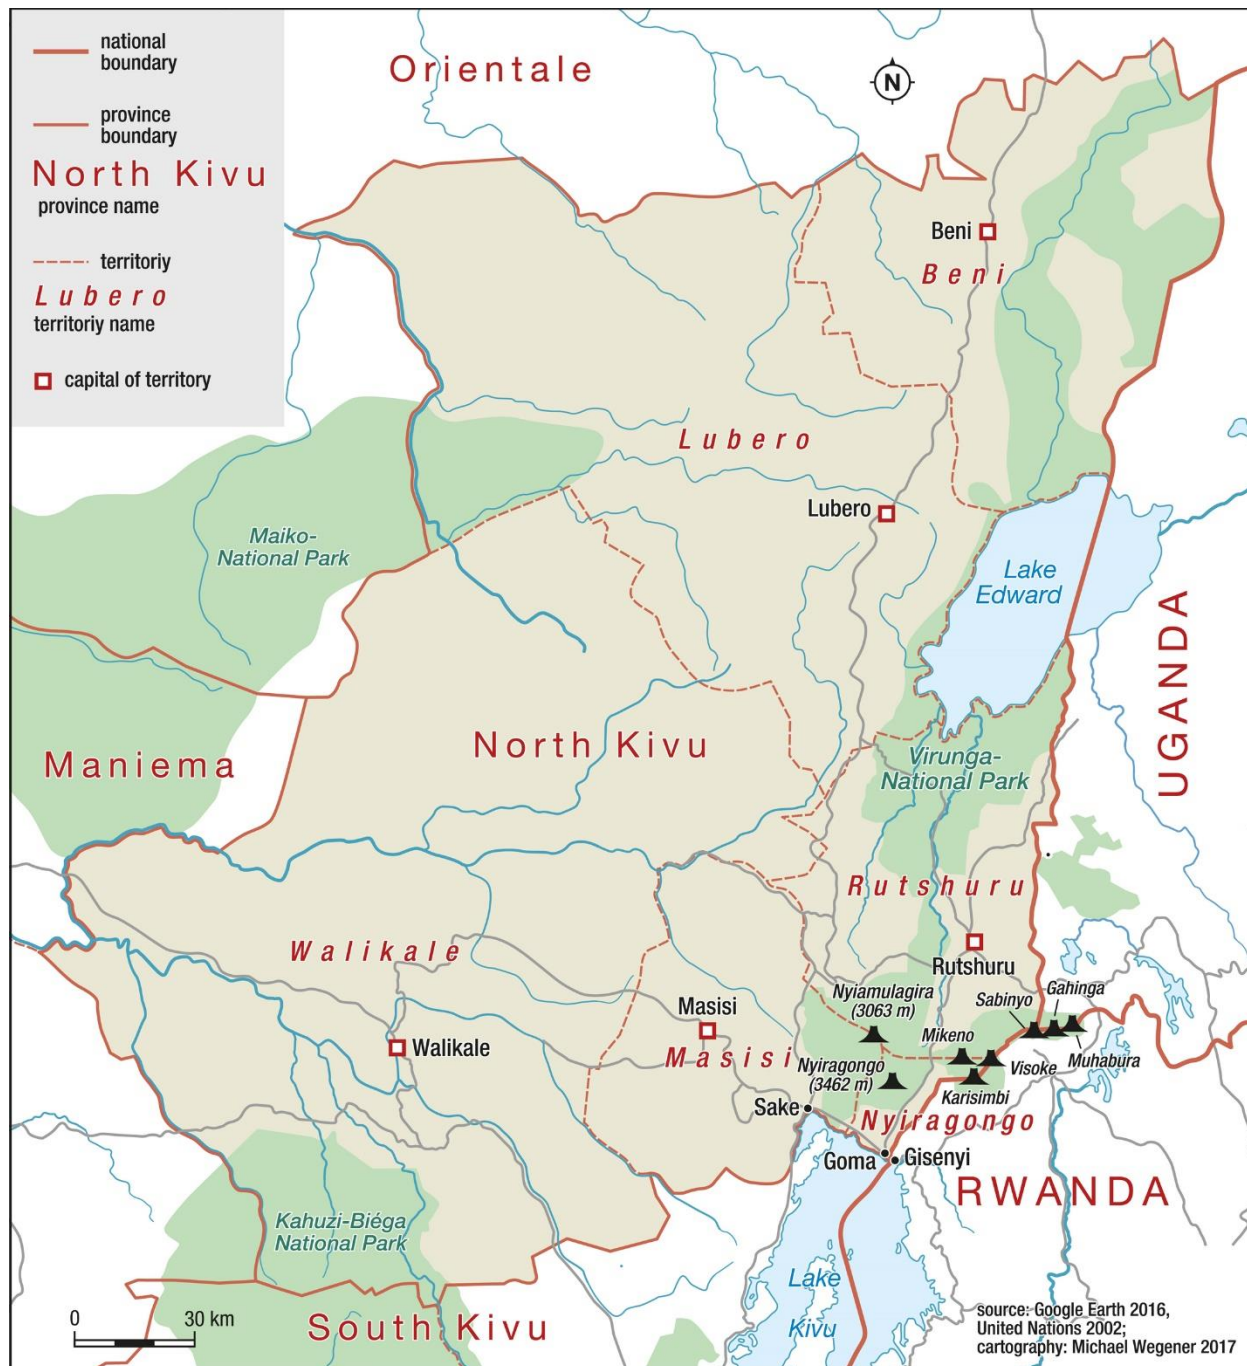 national
boundary
province
boundary
North Kivu
province name
territoriy
Lubero
territoriy name
capital of territory
Orientale
N
Beni
Beni
Lubero
Lubero
Maiko-
National Park
Lake
Edward
UGANDA
North Kivu
Maniema
Virunga-
National Park
Rutshuru
Walikale
Rutshuru
Nyiamulagira
(3063 m)
Sabinyo
Gahinga
Masisi
Mikeno
Walikale
Masisi
Nyiragongo
(3462 m)
Visoke
Muhabura
Karisimbi
Sake
Nyiragongo
Goma
Gisenyi
RWANDA
Kahuzi-Biéga
National Park
Lake
Kivu
0 30 km
South Kivu
source: Google Earth 2016,
United Nations 2002;
cartography: Michael Wegener 2017